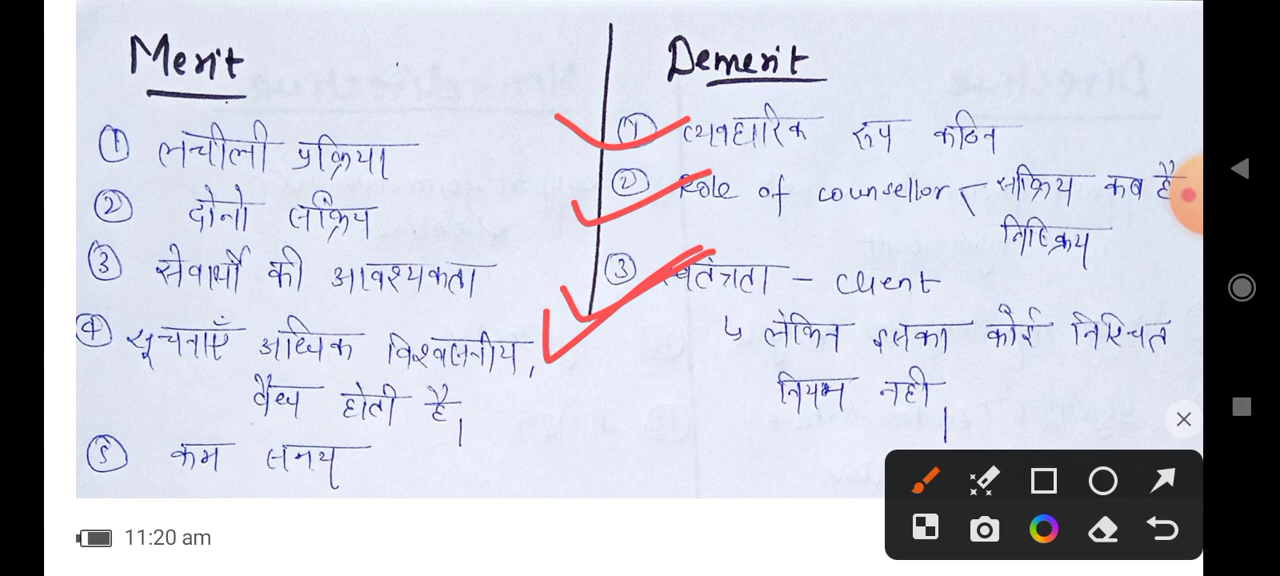 Merit
① लचीली प्रक्रिया
② दोनो सक्रिय
③ सेवार्थी की आवश्यकता
④ सूचनाएँ अधिक विश्वसनीय,
वैध होती है।
⑤ कम समय
Demerit
① व्यवहारिक रूप कठिन
② Role of counsellor सक्रिय कब है
निष्क्रिय
③ स्वतंत्रता - client
↳ लेकिन इसका कोई निश्चित
नियम नही।
11:20 am